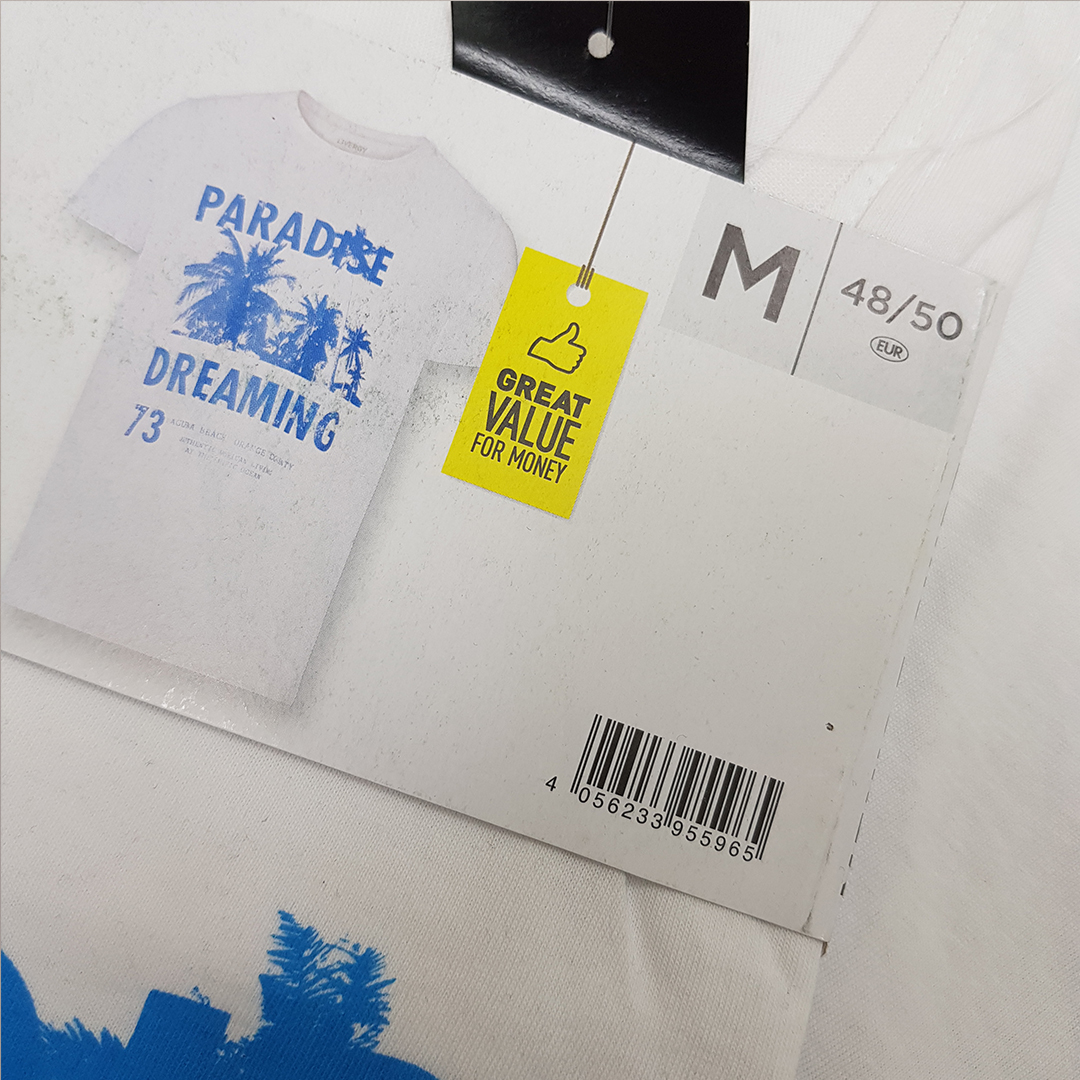 PARADISE
DREAMING
'73
M
48/50
EUR
GREAT
VALUE
FOR MONEY
4 056233 955965